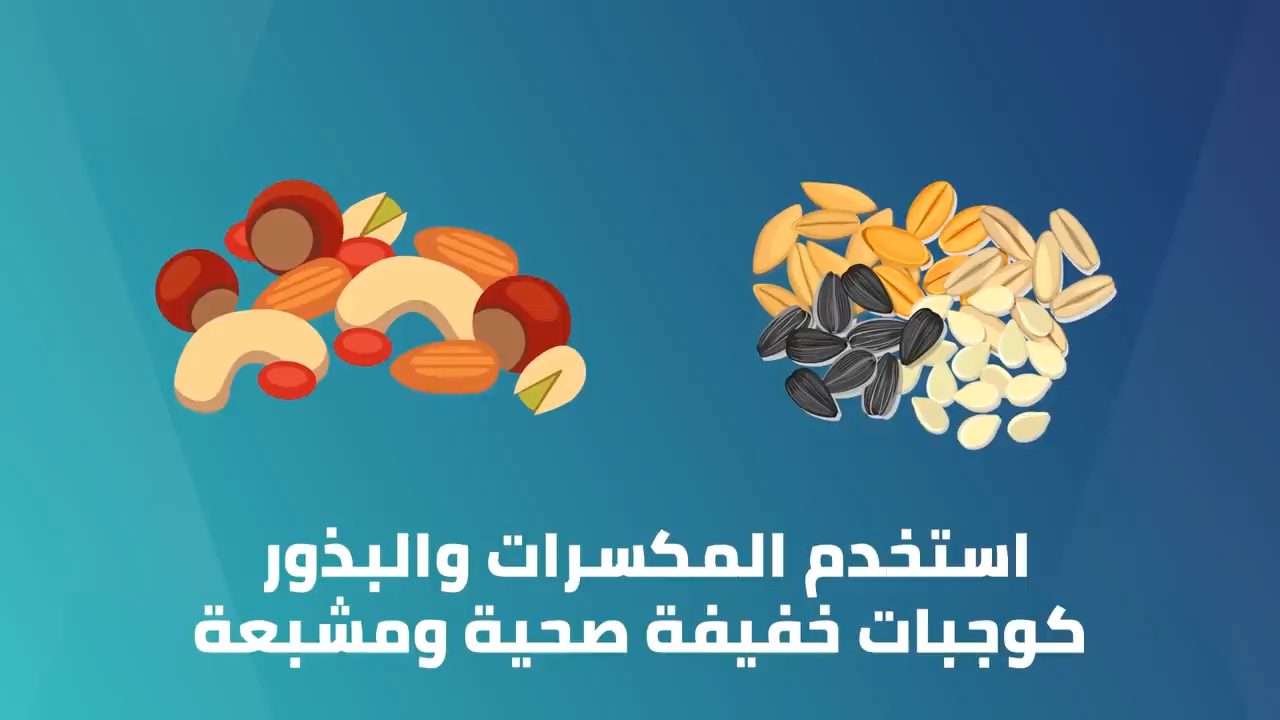 استخدم المكسرات والبذور
كوجبات خفيفة صحية ومشبعة